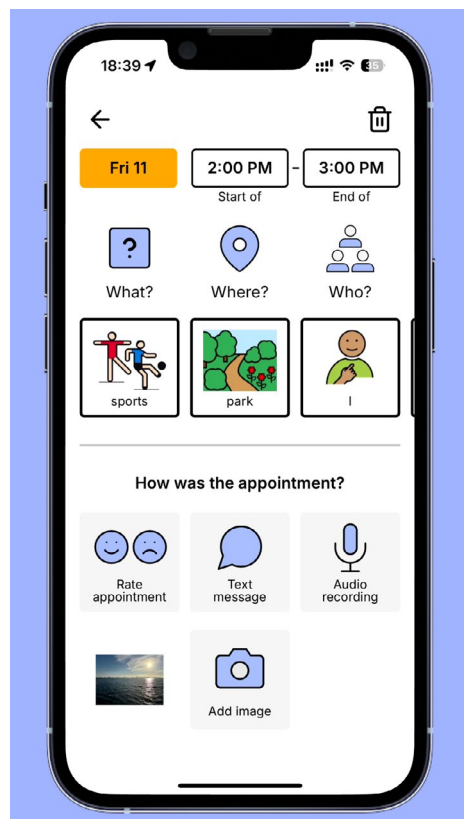 18:39
35
Fri 11
2:00 PM - 3:00 PM
Start of
End of
?
What?
Where?
Who?
sports
park
I
How was the appointment?
Rate
appointment
Text
message
Audio
recording
Add image